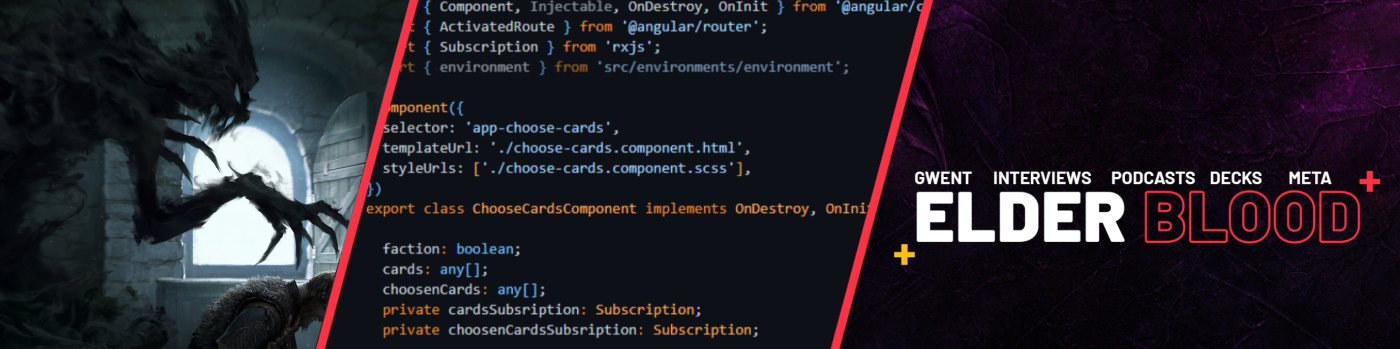 { Component, Injectable, OnDestroy, OnInit } from '@angular/c
t { ActivatedRoute } from '@angular/router';
t { Subscription } from 'rxjs';
rt { environment } from 'src/environments/environment';
mponent({
selector: 'app-choose-cards',
templateUrl: './choose-cards.component.html',
styleUrls: ['./choose-cards.component.scss'],
})
export class ChooseCardsComponent implements OnDestroy, OnIni
faction: boolean;
cards: any[];
choosenCards: any[];
private cardsSubsription: Subscription;
private choosenCardsSubsription: Subscription;
GWENT INTERVIEWS PODCASTS DECKS META
ELDER BLOOD